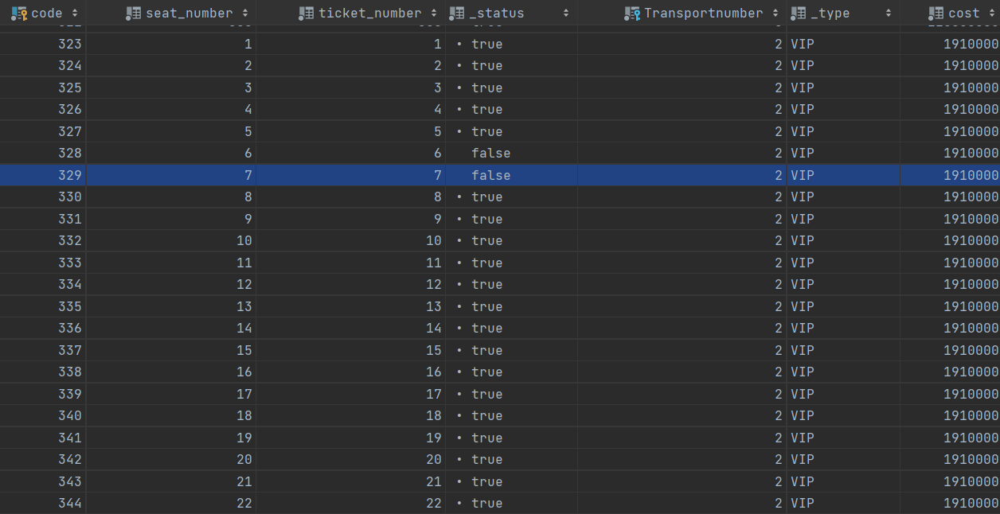 code seat_number ticket_number _status Transportnumber _type cost
323 1 1 • true 2 VIP 1910000
324 2 2 • true 2 VIP 1910000
325 3 3 • true 2 VIP 1910000
326 4 4 • true 2 VIP 1910000
327 5 5 • true 2 VIP 1910000
328 6 6 false 2 VIP 1910000
329 7 7 false 2 VIP 1910000
330 8 8 • true 2 VIP 1910000
331 9 9 • true 2 VIP 1910000
332 10 10 • true 2 VIP 1910000
333 11 11 • true 2 VIP 1910000
334 12 12 • true 2 VIP 1910000
335 13 13 • true 2 VIP 1910000
336 14 14 • true 2 VIP 1910000
337 15 15 • true 2 VIP 1910000
338 16 16 • true 2 VIP 1910000
339 17 17 • true 2 VIP 1910000
340 18 18 • true 2 VIP 1910000
341 19 19 • true 2 VIP 1910000
342 20 20 • true 2 VIP 1910000
343 21 21 • true 2 VIP 1910000
344 22 22 • true 2 VIP 1910000